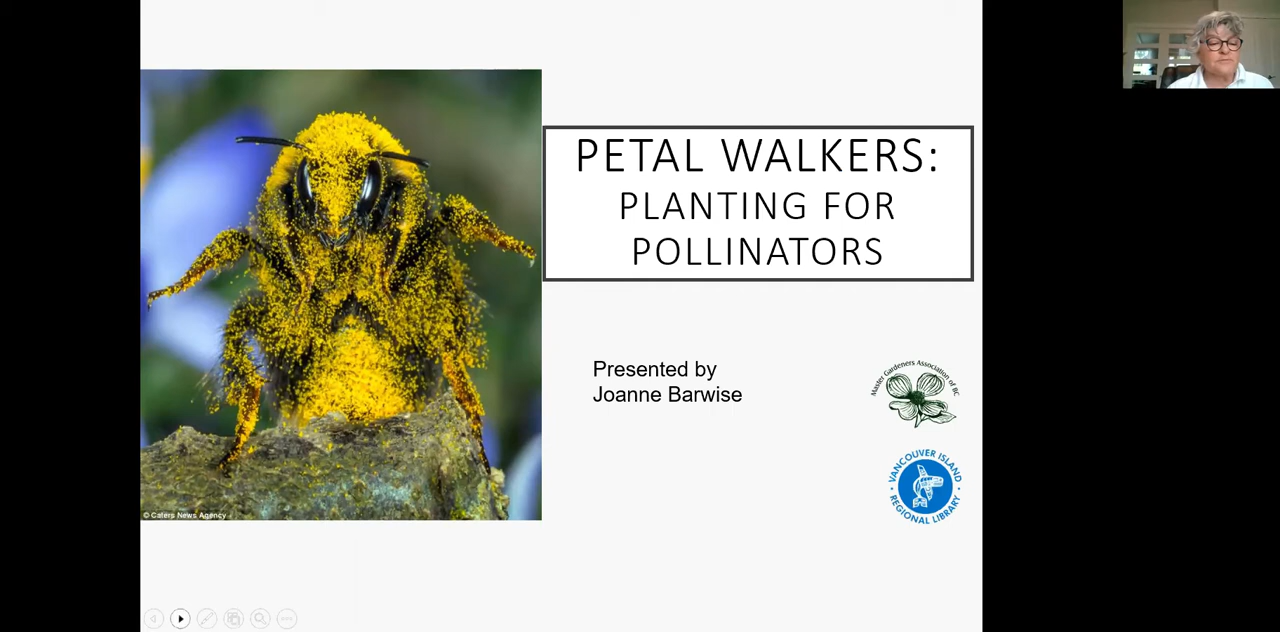 PETAL WALKERS:
PLANTING FOR
POLLINATORS
Presented by
Joanne Barwise
Master Gardeners Association of BC
VANCOUVER ISLAND
REGIONAL LIBRARY
© Caters News Agency